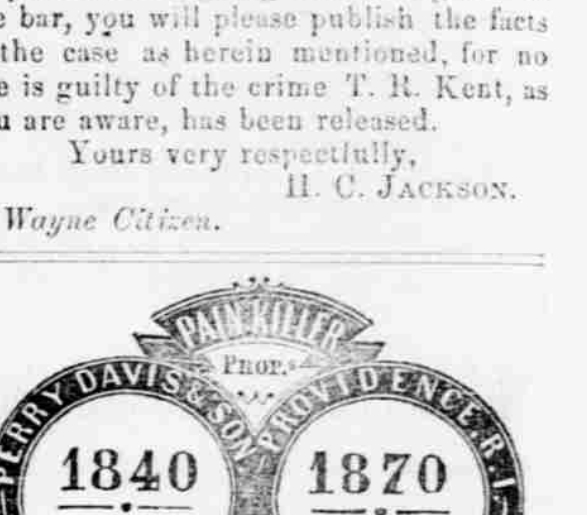 bar, you will please publish the facts
the case as herein mentioned, for no
is guilty of the crime T. R. Kent, as
are aware, has been released.
Yours very respectfully,
H. C. JACKSON.
Wayne Citizen.
PAIN KILLER
PROP.
PERRY DAVIS & SON PROVIDENCE, R. I.
1840 1870